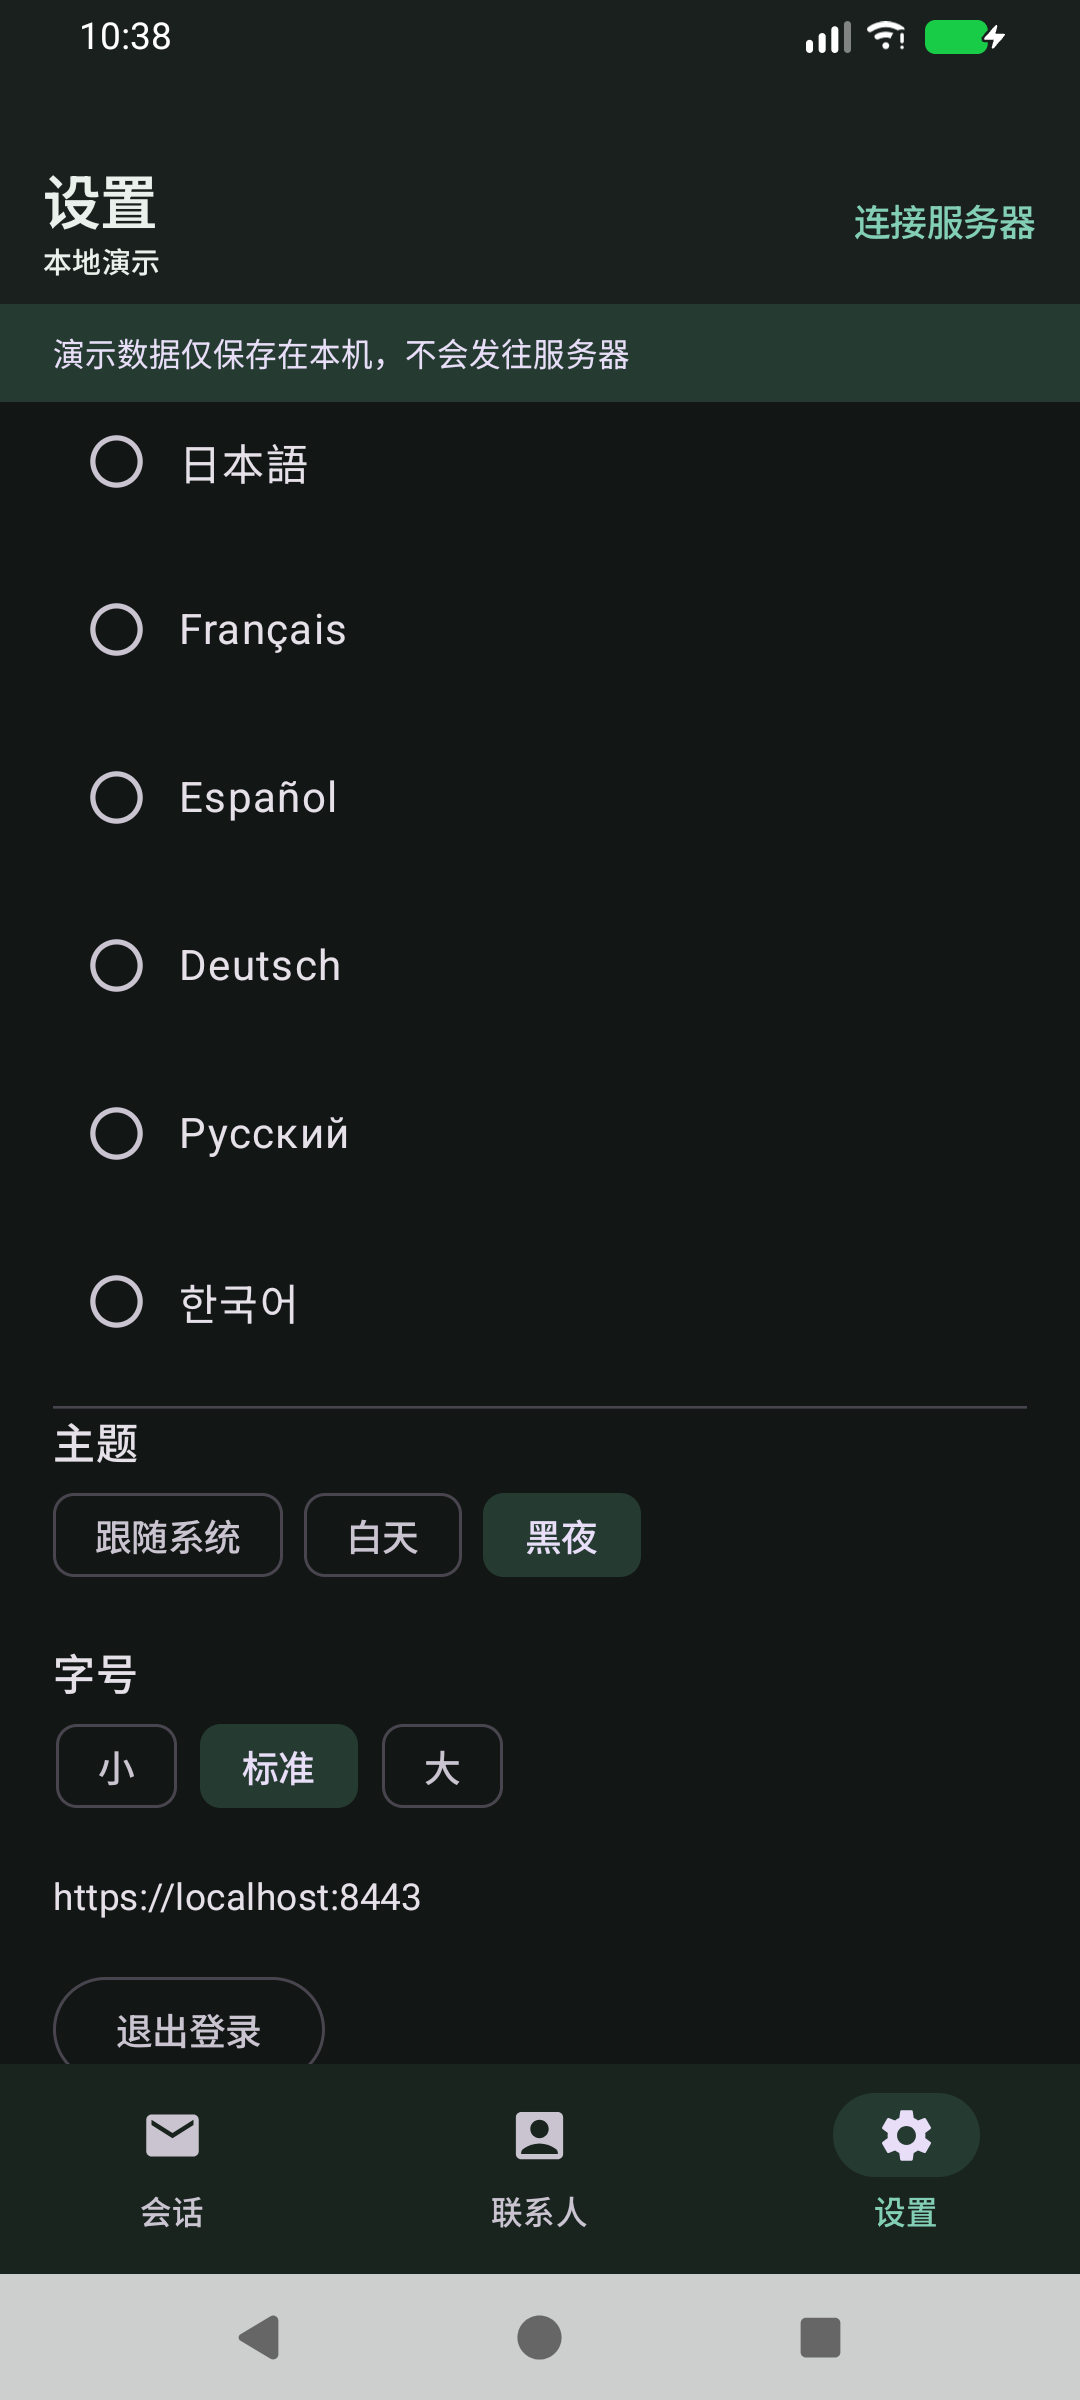 10:38
设置
连接服务器
本地演示
演示数据仅保存在本机，不会发往服务器
日本語
Français
Español
Deutsch
Русский
한국어
主题
跟随系统 白天 黑夜
字号
小 标准 大
https://localhost:8443
退出登录
会话 联系人 设置